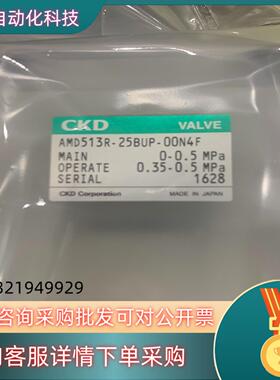 自动化科技
CKD VALVE
AMD513R-25BUP-00N4F
MAIN 0-0.5 MPa
OPERATE 0.35-0.5 MPa
SERIAL 1628
CKD Corporation MADE IN JAPAN
321949929
咨询采购批发可对公开票
客服详情下单采购